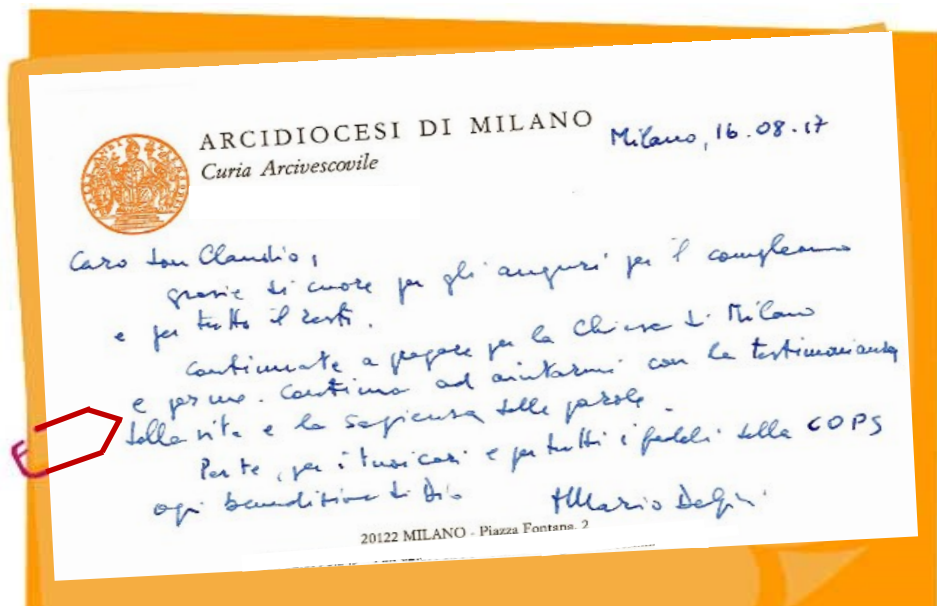 ARCIDIOCESI DI MILANO
Curia Arcivescovile
Milano, 16.08.17
Caro don Claudio,
grazie di cuore per gli auguri per il compleanno
e per tutto il resto.
Continuate a pregare per la Chiesa di Milano
e per me. Continua ad aiutarmi con la testimonianza
della vita e la sapienza delle parole.
Per te, per i tuoi cari e per tutti i fedeli della COPS
ogni benedizione di Dio
+Mario Delpini
20122 MILANO - Piazza Fontana, 2